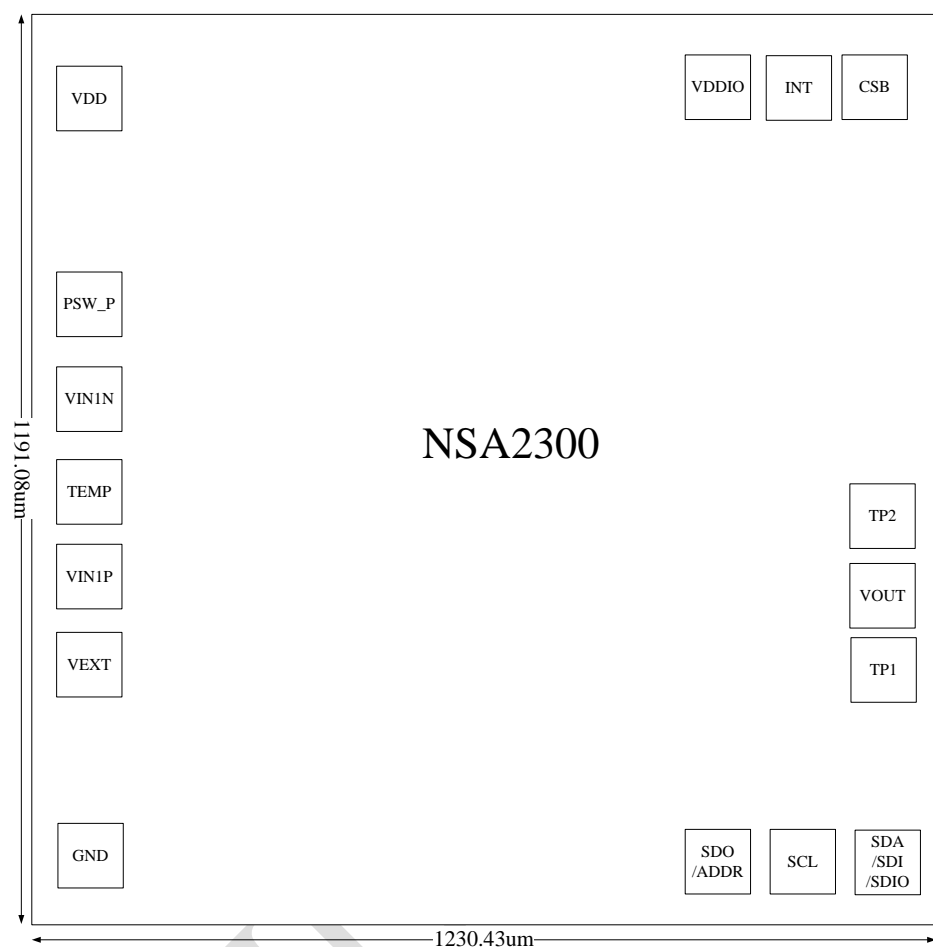 VDD
VDDIO
INT
CSB
PSW_P
VIN1N
1191.08um
NSA2300
TEMP
TP2
VIN1P
VOUT
VEXT
TP1
GND
SDO
/ADDR
SCL
SDA
/SDI
/SDIO
1230.43um